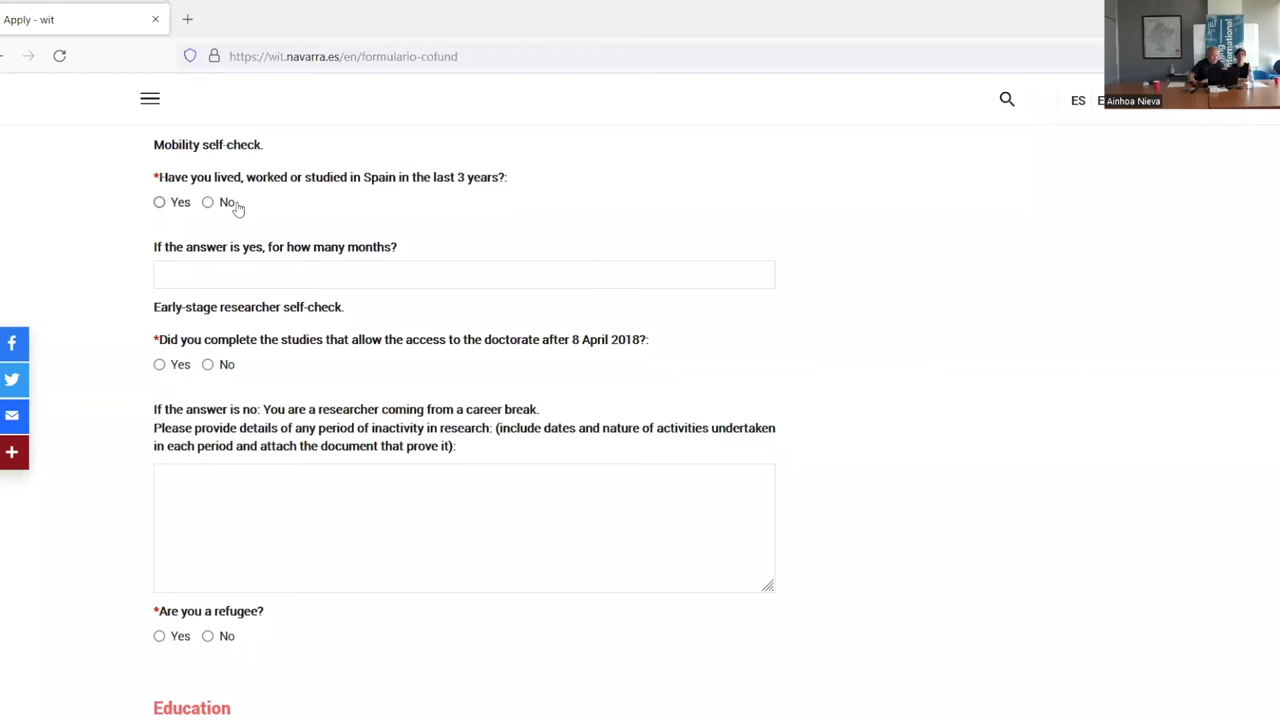 Apply - wit
https://wit.navarra.es/en/formulario-cofund
International
ES
Ainhoa Nieva
Mobility self-check.
*Have you lived, worked or studied in Spain in the last 3 years?:
Yes No
If the answer is yes, for how many months?
Early-stage researcher self-check.
*Did you complete the studies that allow the access to the doctorate after 8 April 2018?:
Yes No
If the answer is no: You are a researcher coming from a career break.
Please provide details of any period of inactivity in research: (include dates and nature of activities undertaken
in each period and attach the document that prove it):
*Are you a refugee?
Yes No
Education